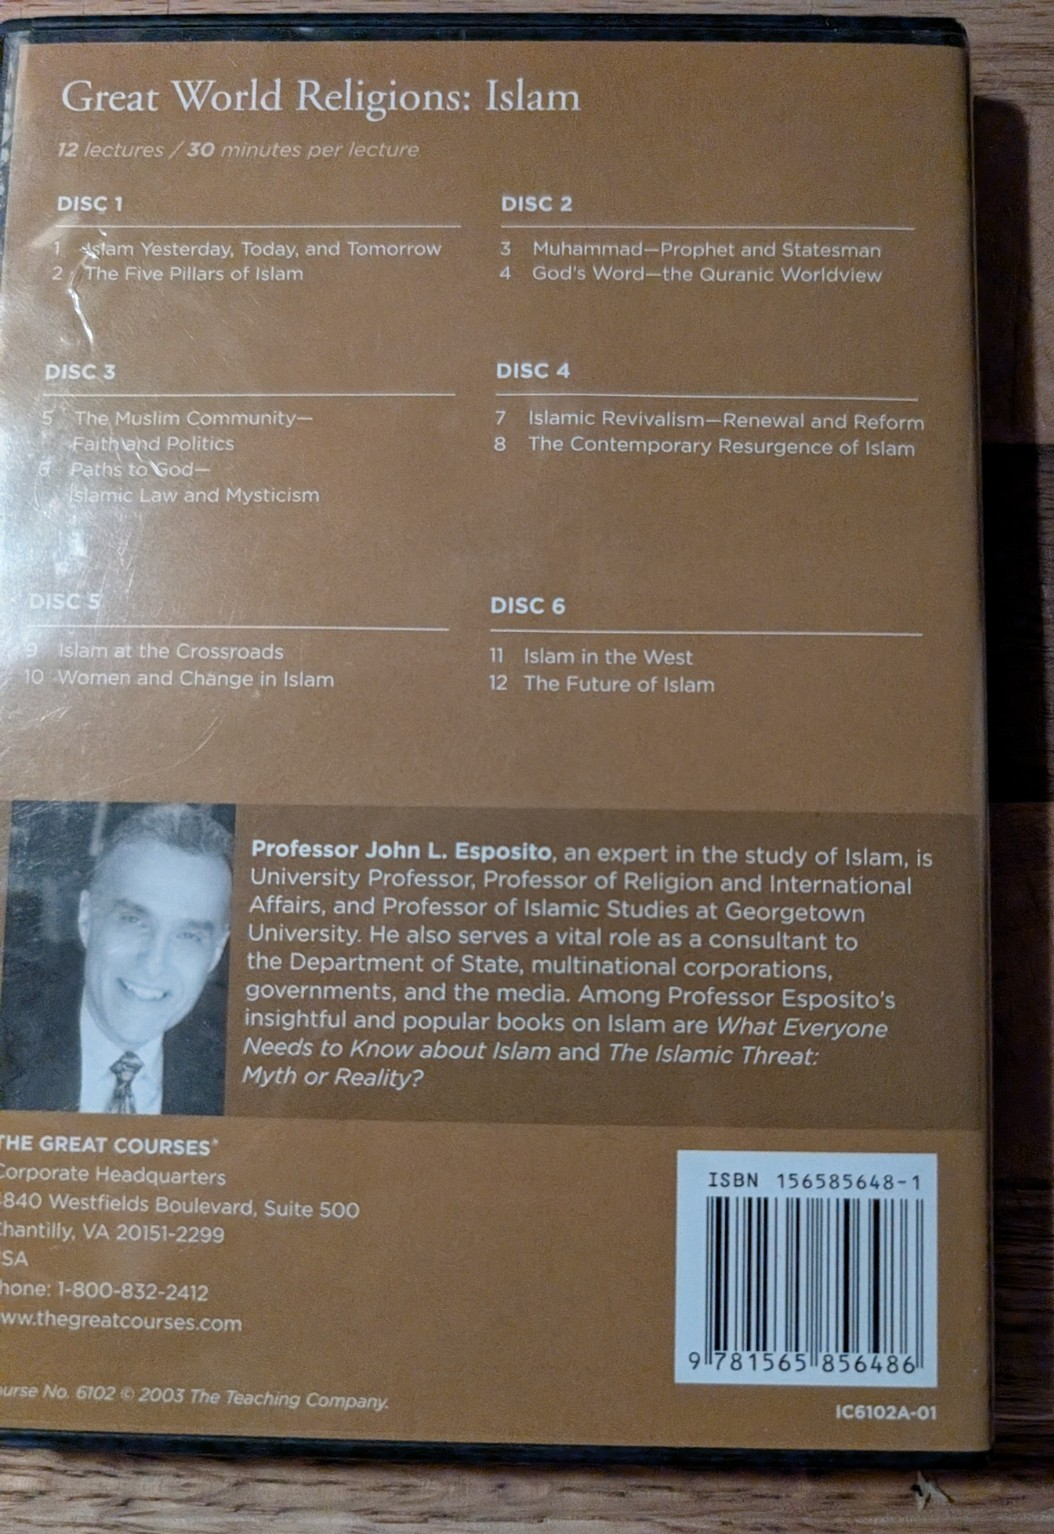 Great World Religions: Islam
12 lectures / 30 minutes per lecture
DISC 1
1 Islam Yesterday, Today, and Tomorrow
2 The Five Pillars of Islam
DISC 2
3 Muhammad—Prophet and Statesman
4 God's Word—the Quranic Worldview
DISC 3
5 The Muslim Community—
Faith and Politics
6 Paths to God—
Islamic Law and Mysticism
DISC 4
7 Islamic Revivalism—Renewal and Reform
8 The Contemporary Resurgence of Islam
DISC 5
9 Islam at the Crossroads
10 Women and Change in Islam
DISC 6
11 Islam in the West
12 The Future of Islam
Professor John L. Esposito, an expert in the study of Islam, is
University Professor, Professor of Religion and International
Affairs, and Professor of Islamic Studies at Georgetown
University. He also serves a vital role as a consultant to
the Department of State, multinational corporations,
governments, and the media. Among Professor Esposito's
insightful and popular books on Islam are What Everyone
Needs to Know about Islam and The Islamic Threat:
Myth or Reality?
THE GREAT COURSES®
Corporate Headquarters
840 Westfields Boulevard, Suite 500
Chantilly, VA 20151-2299
SA
hone: 1-800-832-2412
ww.thegreatcourses.com
urse No. 6102 © 2003 The Teaching Company.
ISBN 156585648-1
9 781565 856486
IC6102A-01